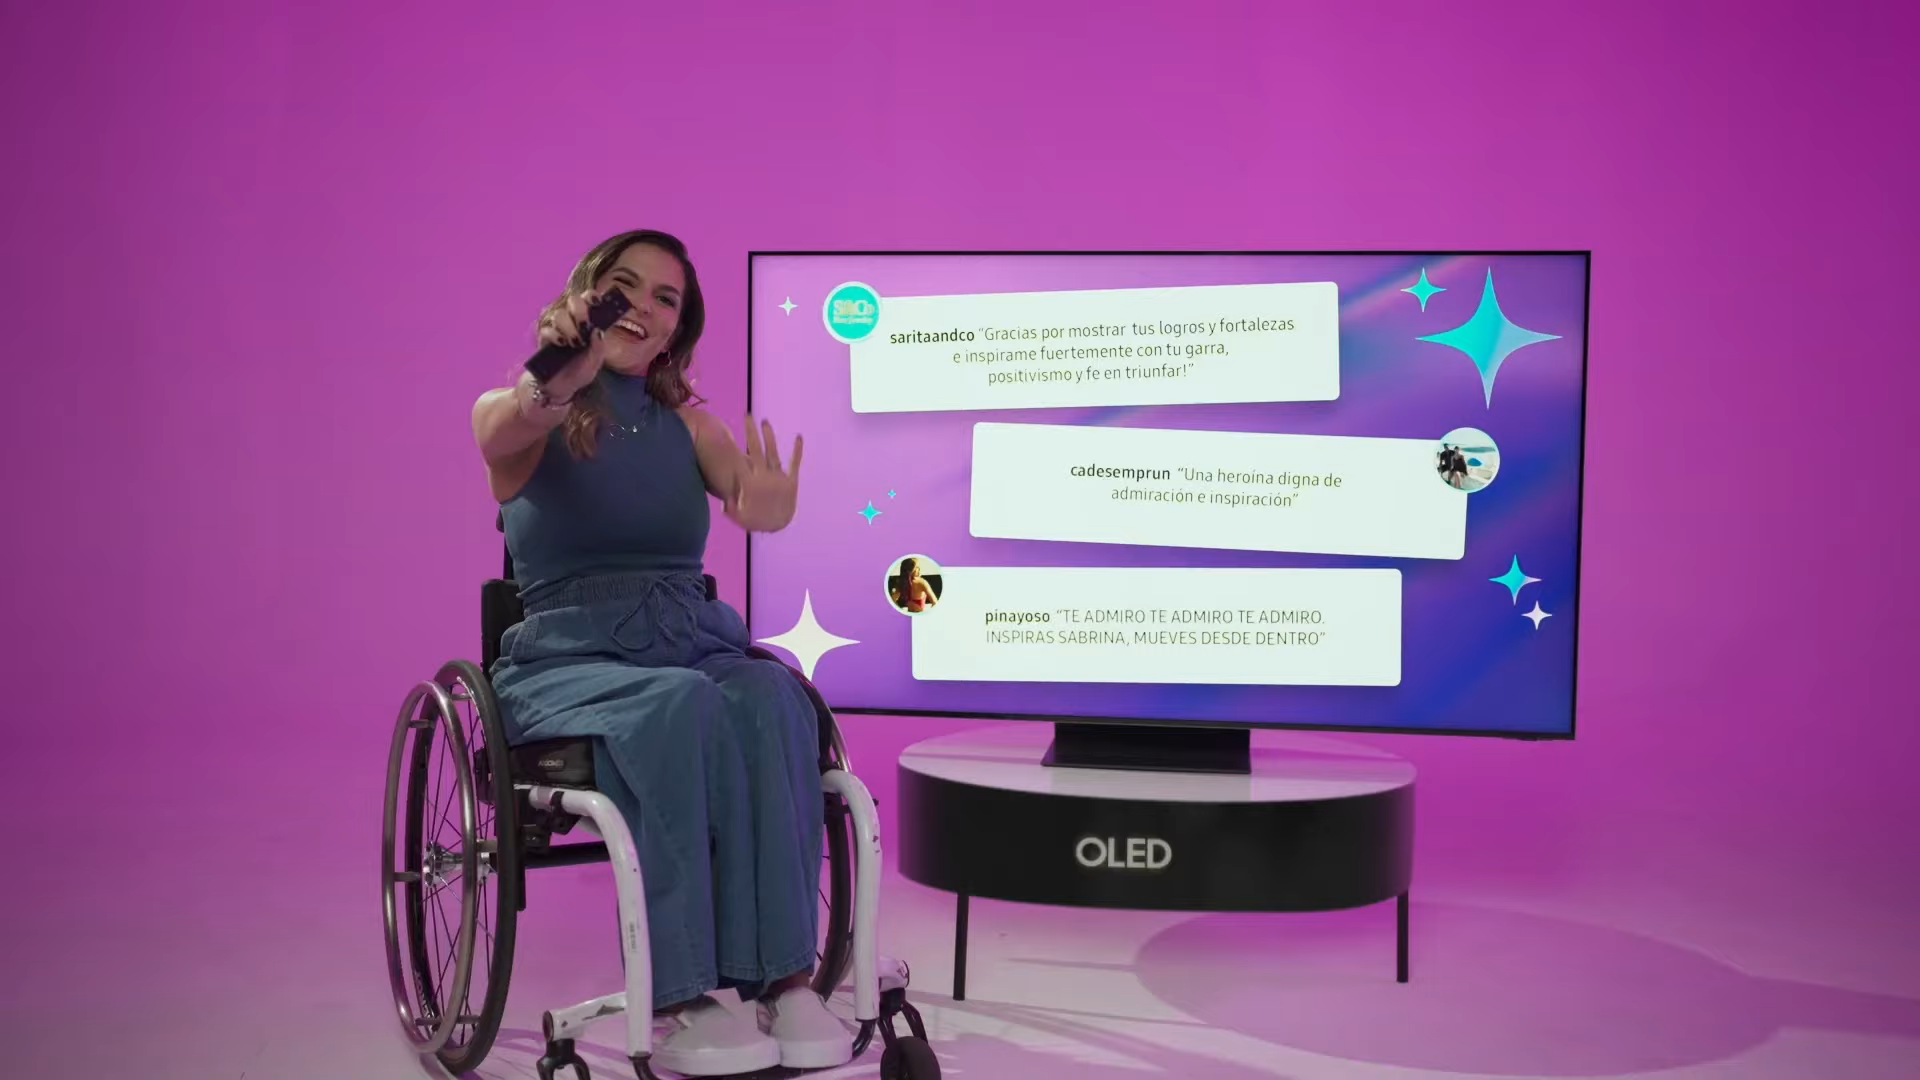 saritaandco “Gracias por mostrar tus logros y fortalezas
e inspirame fuertemente con tu garra,
positivismo y fe en triunfar!”
cadesemprun “Una heroína digna de
admiración e inspiración”
pinayoso “TE ADMIRO TE ADMIRO TE ADMIRO.
INSPIRAS SABRINA, MUEVES DESDE DENTRO”
OLED